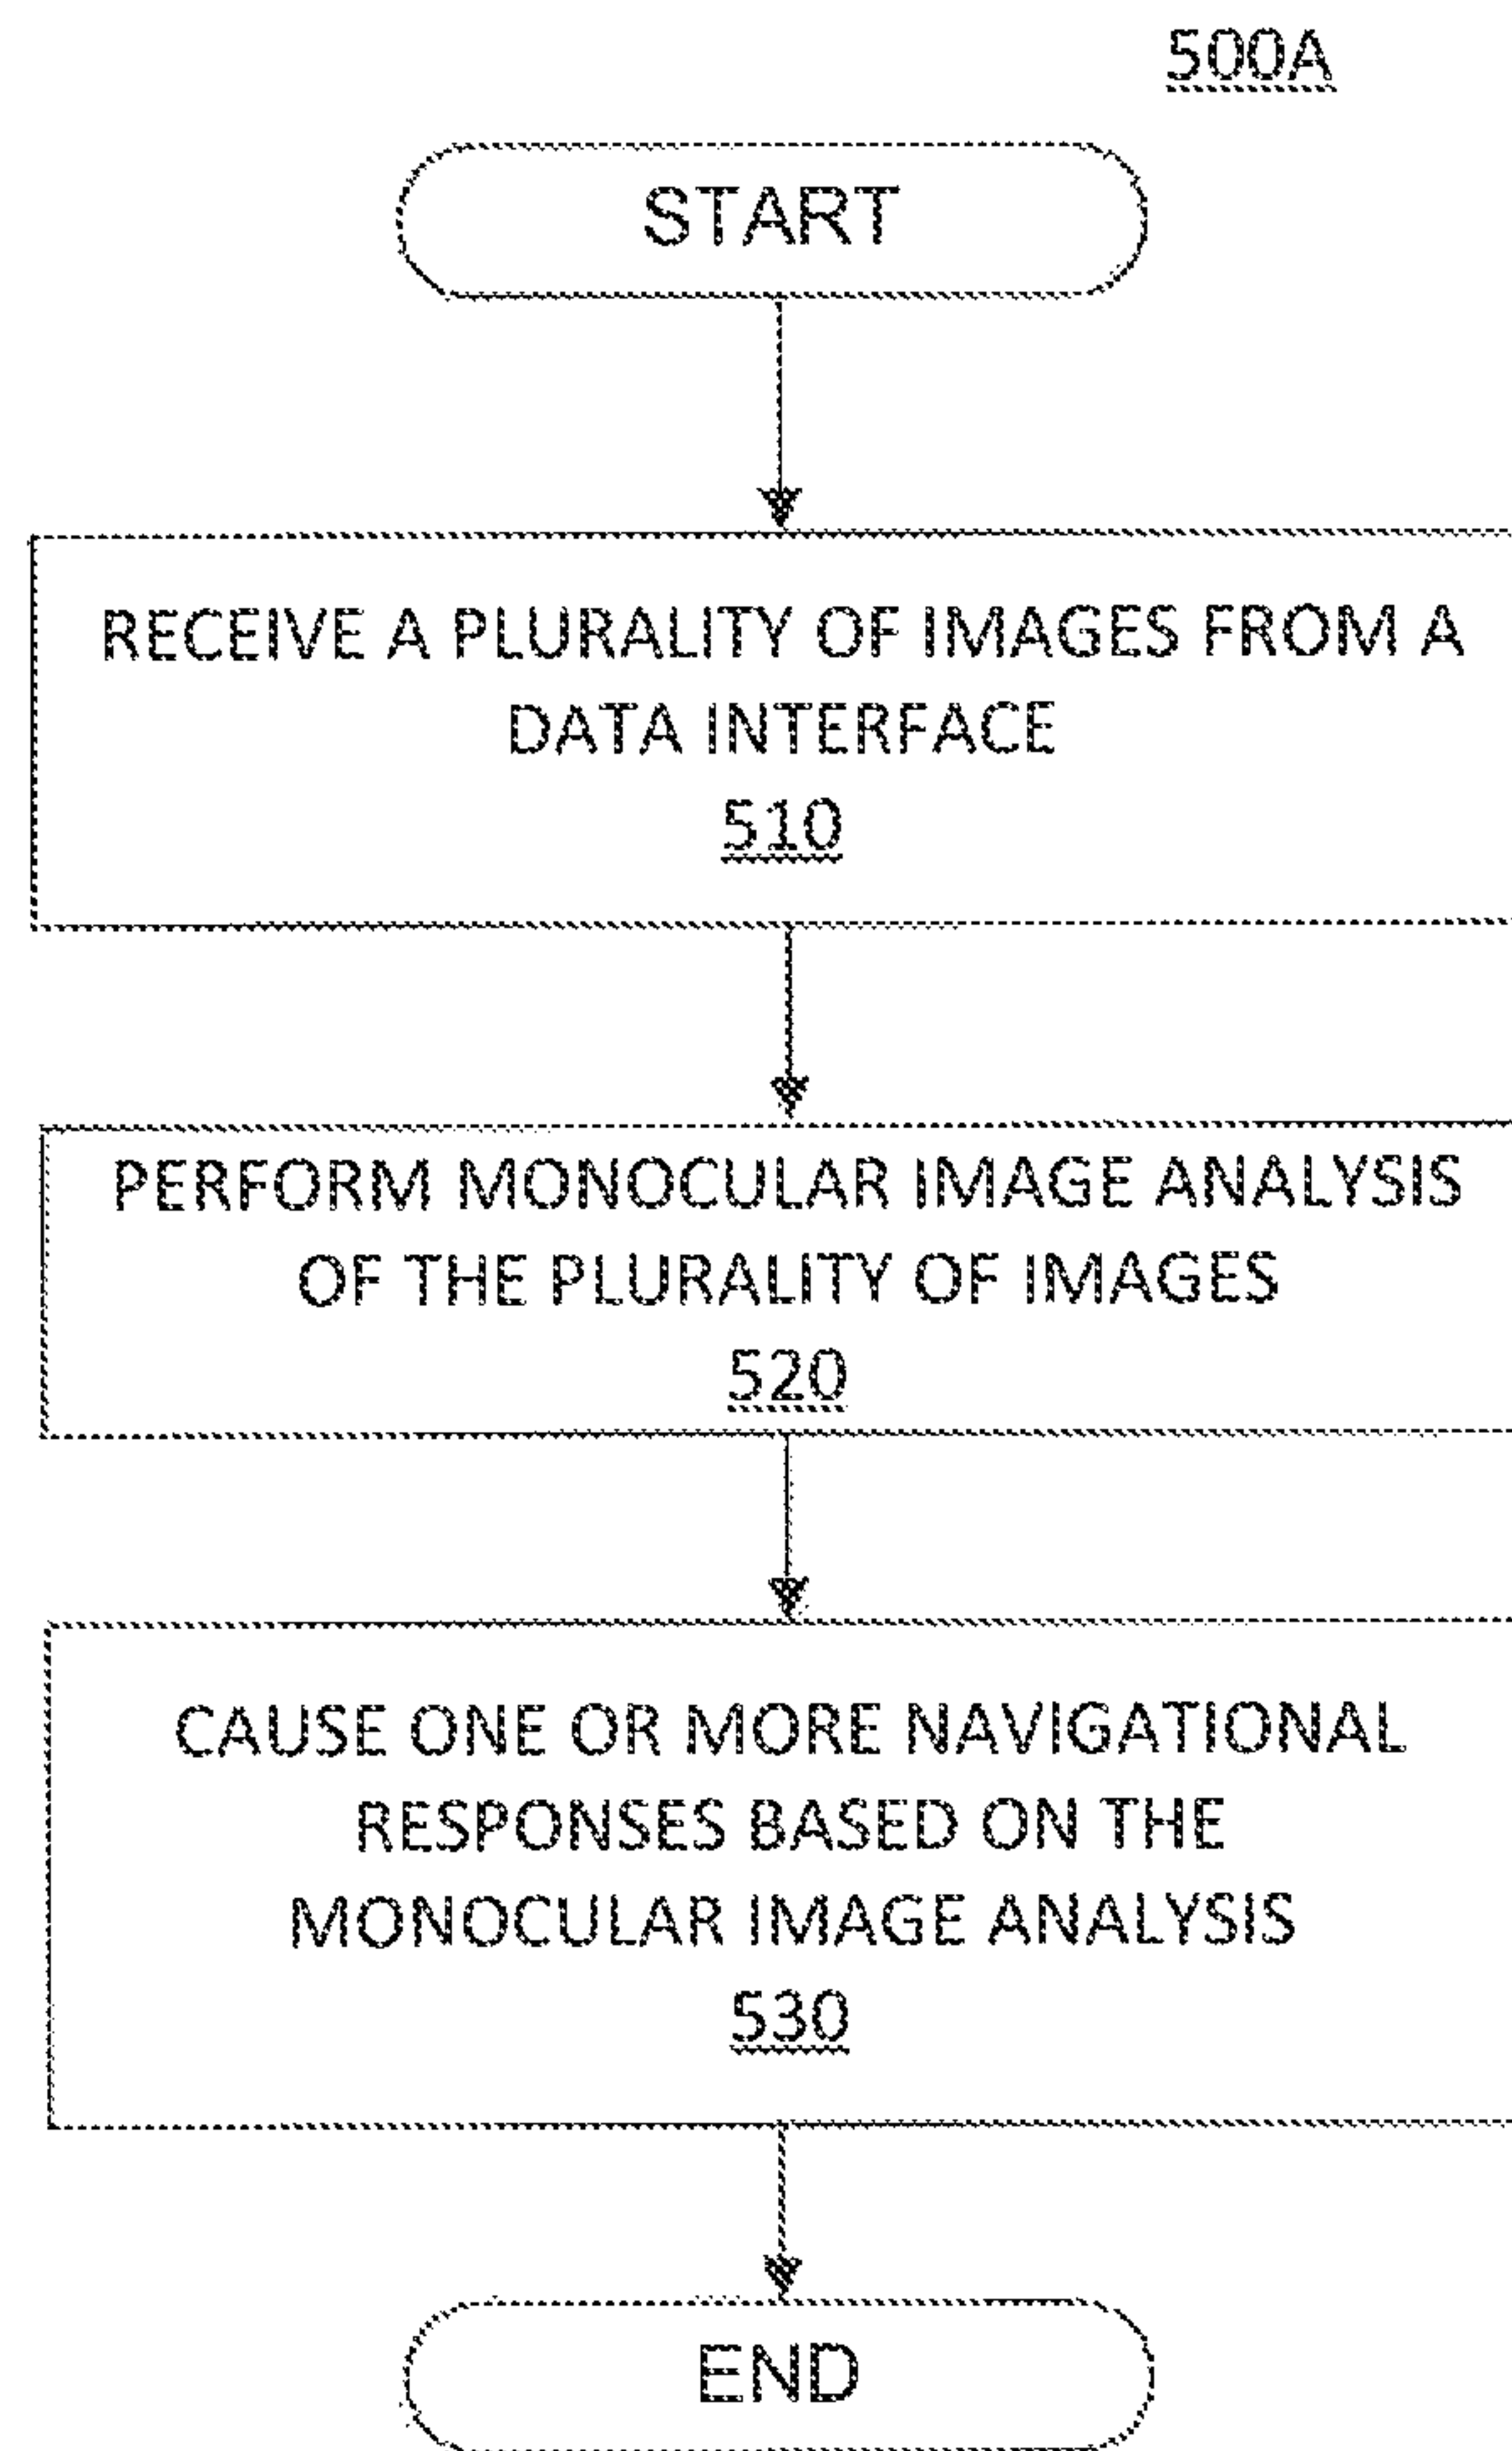 500A
START
RECEIVE A PLURALITY OF IMAGES FROM A
DATA INTERFACE
510
PERFORM MONOCULAR IMAGE ANALYSIS
OF THE PLURALITY OF IMAGES
520
CAUSE ONE OR MORE NAVIGATIONAL
RESPONSES BASED ON THE
MONOCULAR IMAGE ANALYSIS
530
END